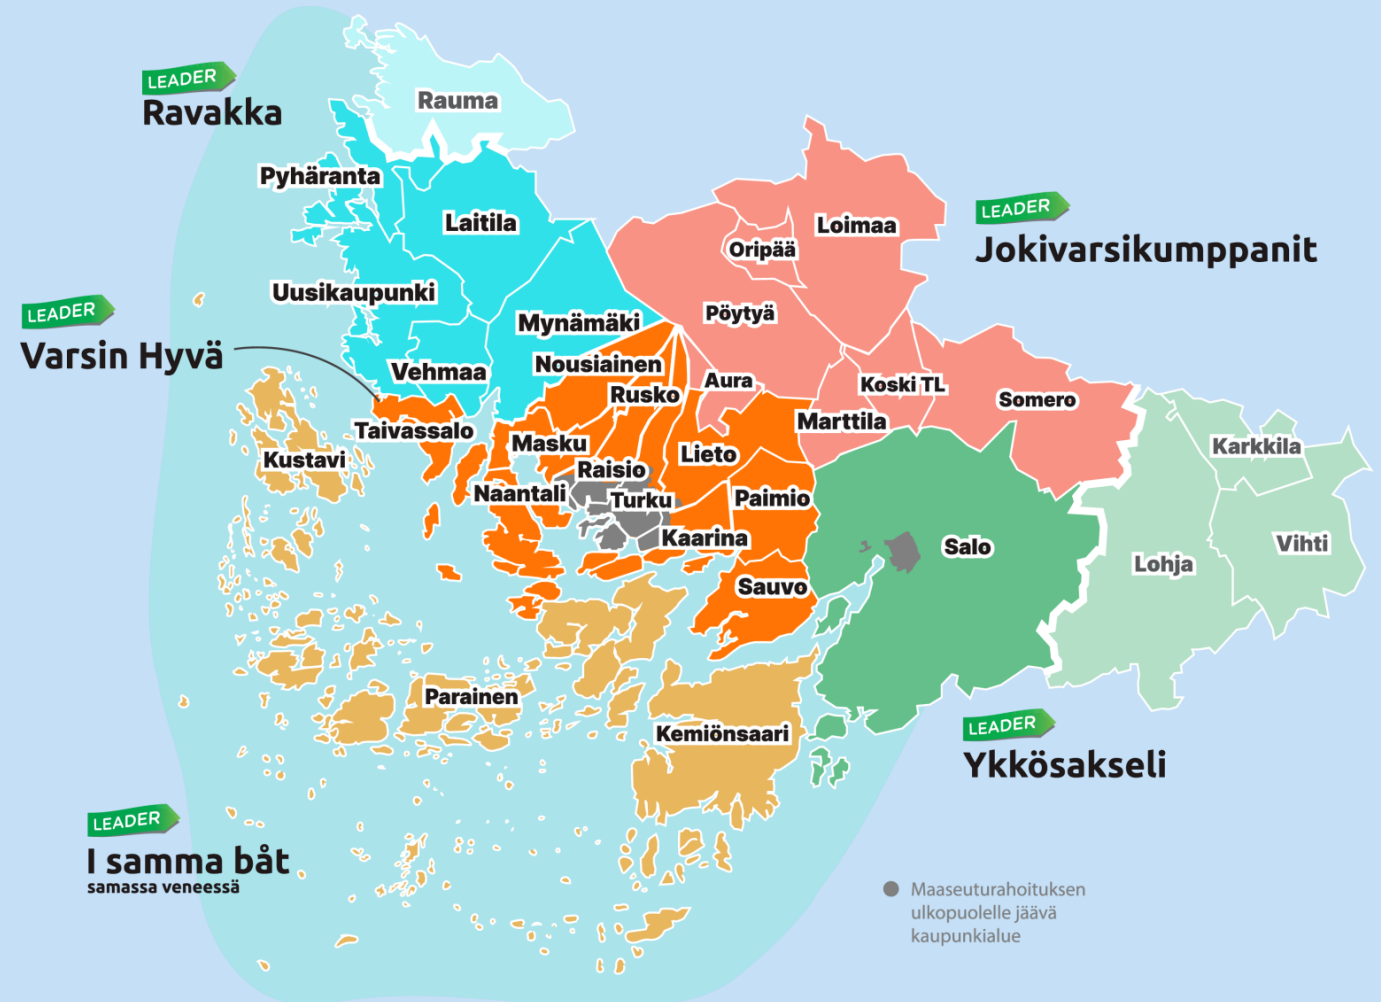 LEADER
Ravakka
Rauma
Pyhäranta
Laitila
Loimaa
Oripää
LEADER
Jokivarsikumppanit
Uusikaupunki
LEADER
Varsin Hyvä
Mynämäki
Pöytyä
Vehmaa
Nousiainen
Rusko
Aura
Koski TL
Somero
Marttila
Taivassalo
Masku
Lieto
Kustavi
Raisio
Naantali
Turku
Paimio
Kaarina
Salo
Karkkila
Vihti
Lohja
Sauvo
Parainen
Kemiönsaari
LEADER
Ykkösakseli
LEADER
I samma båt
samassa veneessä
Maaseuturahoituksen
ulkopuolelle jäävä
kaupunkialue